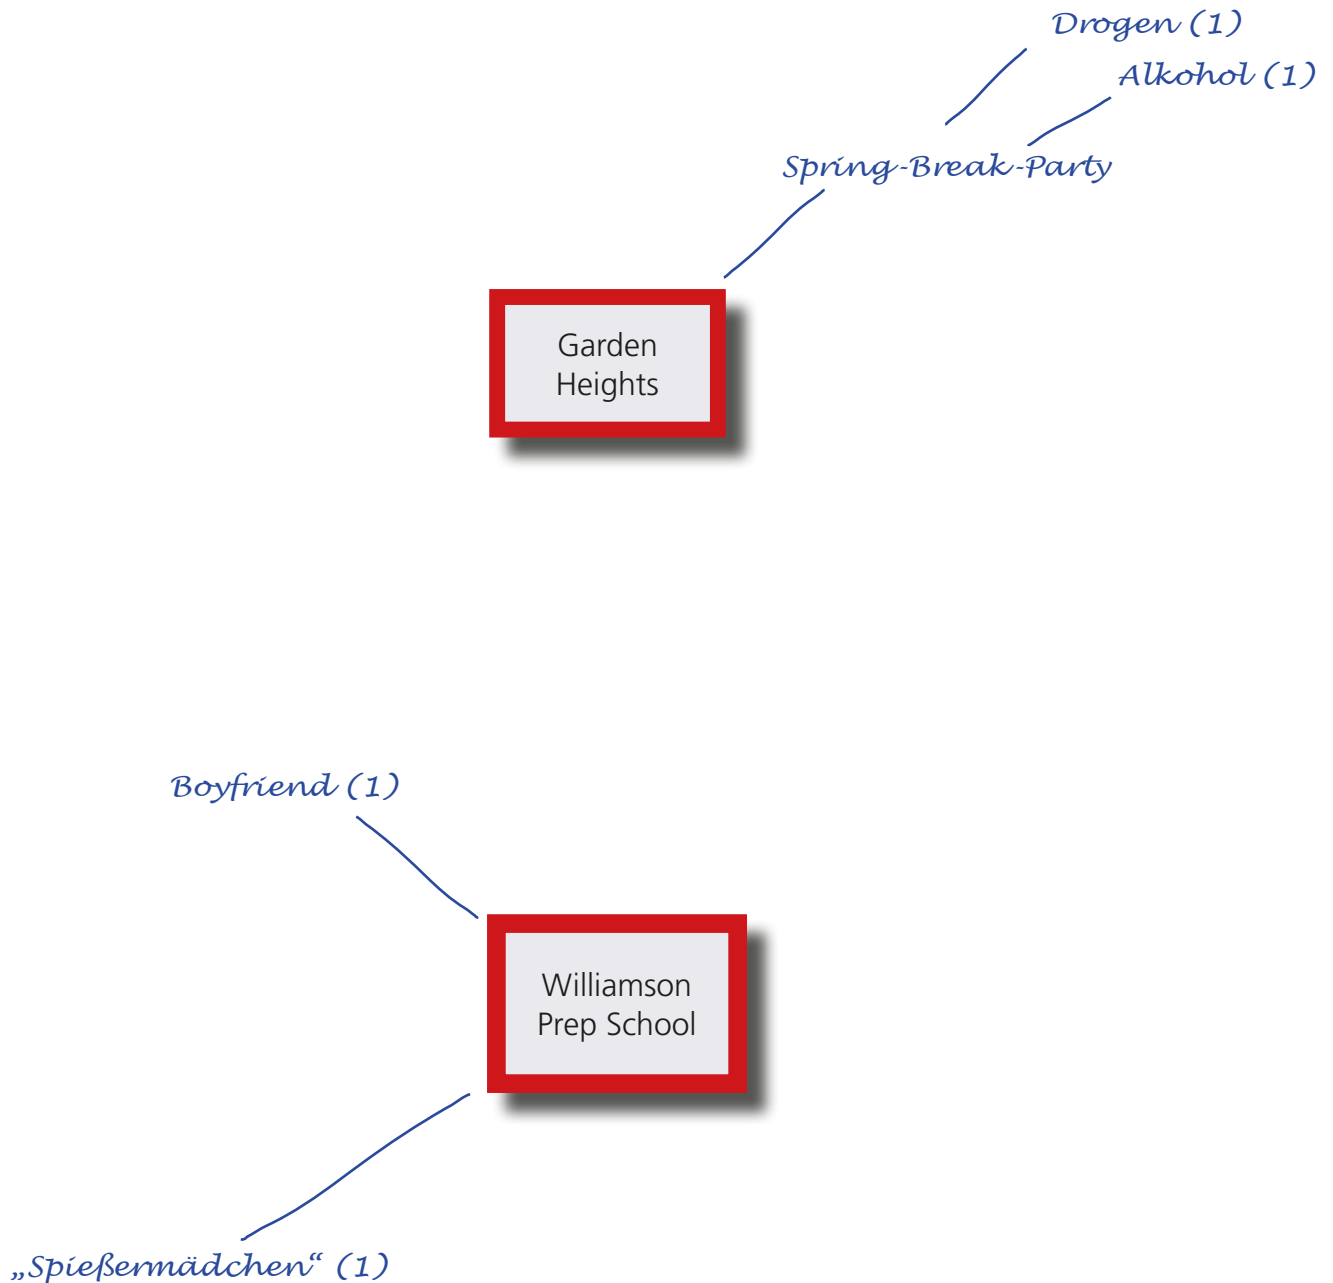 Drogen (1)
Alkohol (1)
Spring-Break-Party
Garden
Heights
Boyfriend (1)
Williamson
Prep School
„Spießermädchen“ (1)